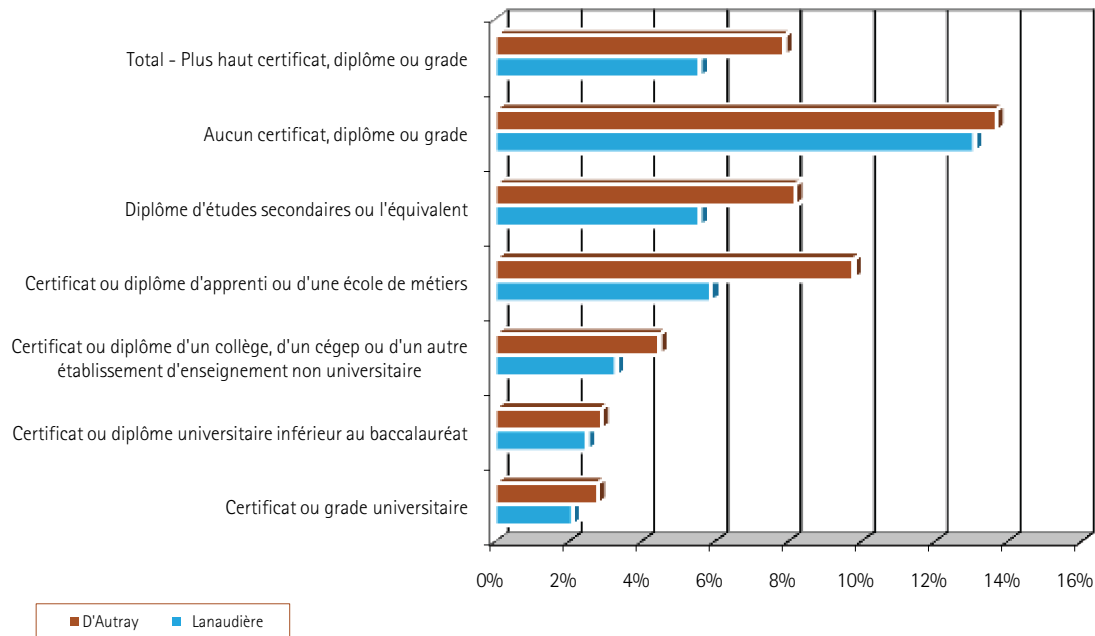 Total - Plus haut certificat, diplôme ou grade
Aucun certificat, diplôme ou grade
Diplôme d'études secondaires ou l'équivalent
Certificat ou diplôme d'apprenti ou d'une école de métiers
Certificat ou diplôme d'un collège, d'un cégep ou d'un autre
établissement d'enseignement non universitaire
Certificat ou diplôme universitaire inférieur au baccalauréat
Certificat ou grade universitaire
0% 2% 4% 6% 8% 10% 12% 14% 16%
D'Autray Lanaudière